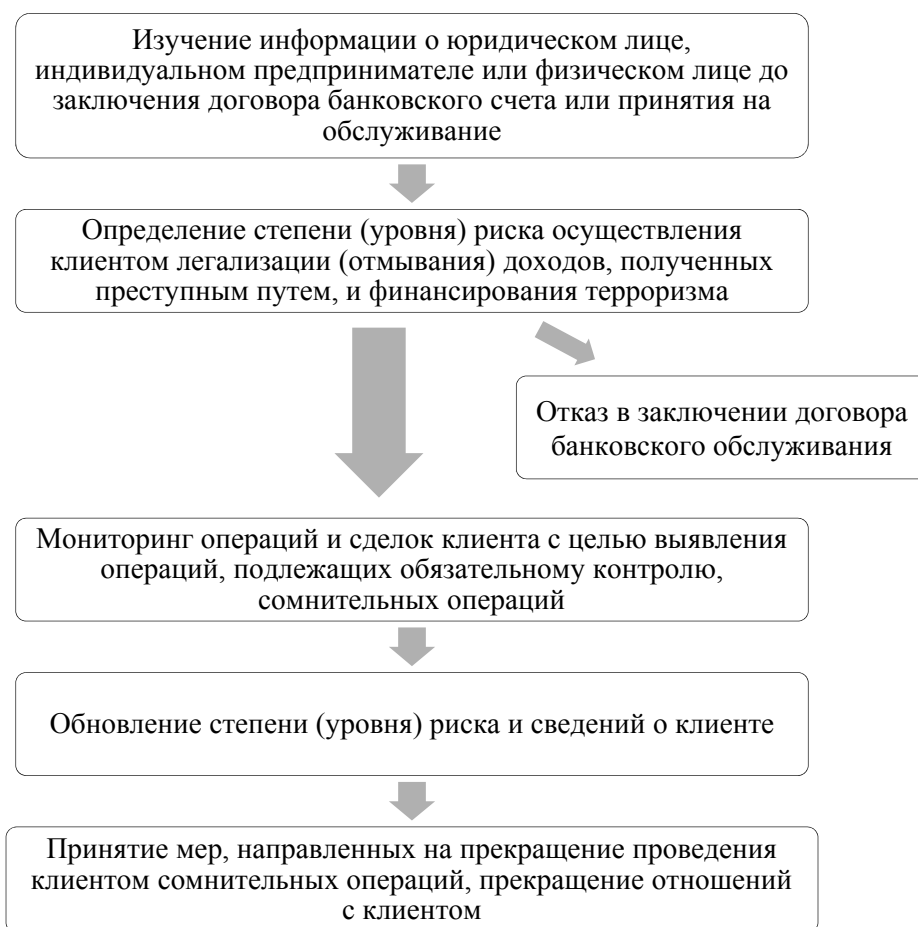 Изучение информации о юридическом лице,
индивидуальном предпринимателе или физическом лице до
заключения договора банковского счета или принятия на
обслуживание
Определение степени (уровня) риска осуществления
клиентом легализации (отмывания) доходов, полученных
преступным путем, и финансирования терроризма
Отказ в заключении договора
банковского обслуживания
Мониторинг операций и сделок клиента с целью выявления
операций, подлежащих обязательному контролю,
сомнительных операций
Обновление степени (уровня) риска и сведений о клиенте
Принятие мер, направленных на прекращение проведения
клиентом сомнительных операций, прекращение отношений
с клиентом